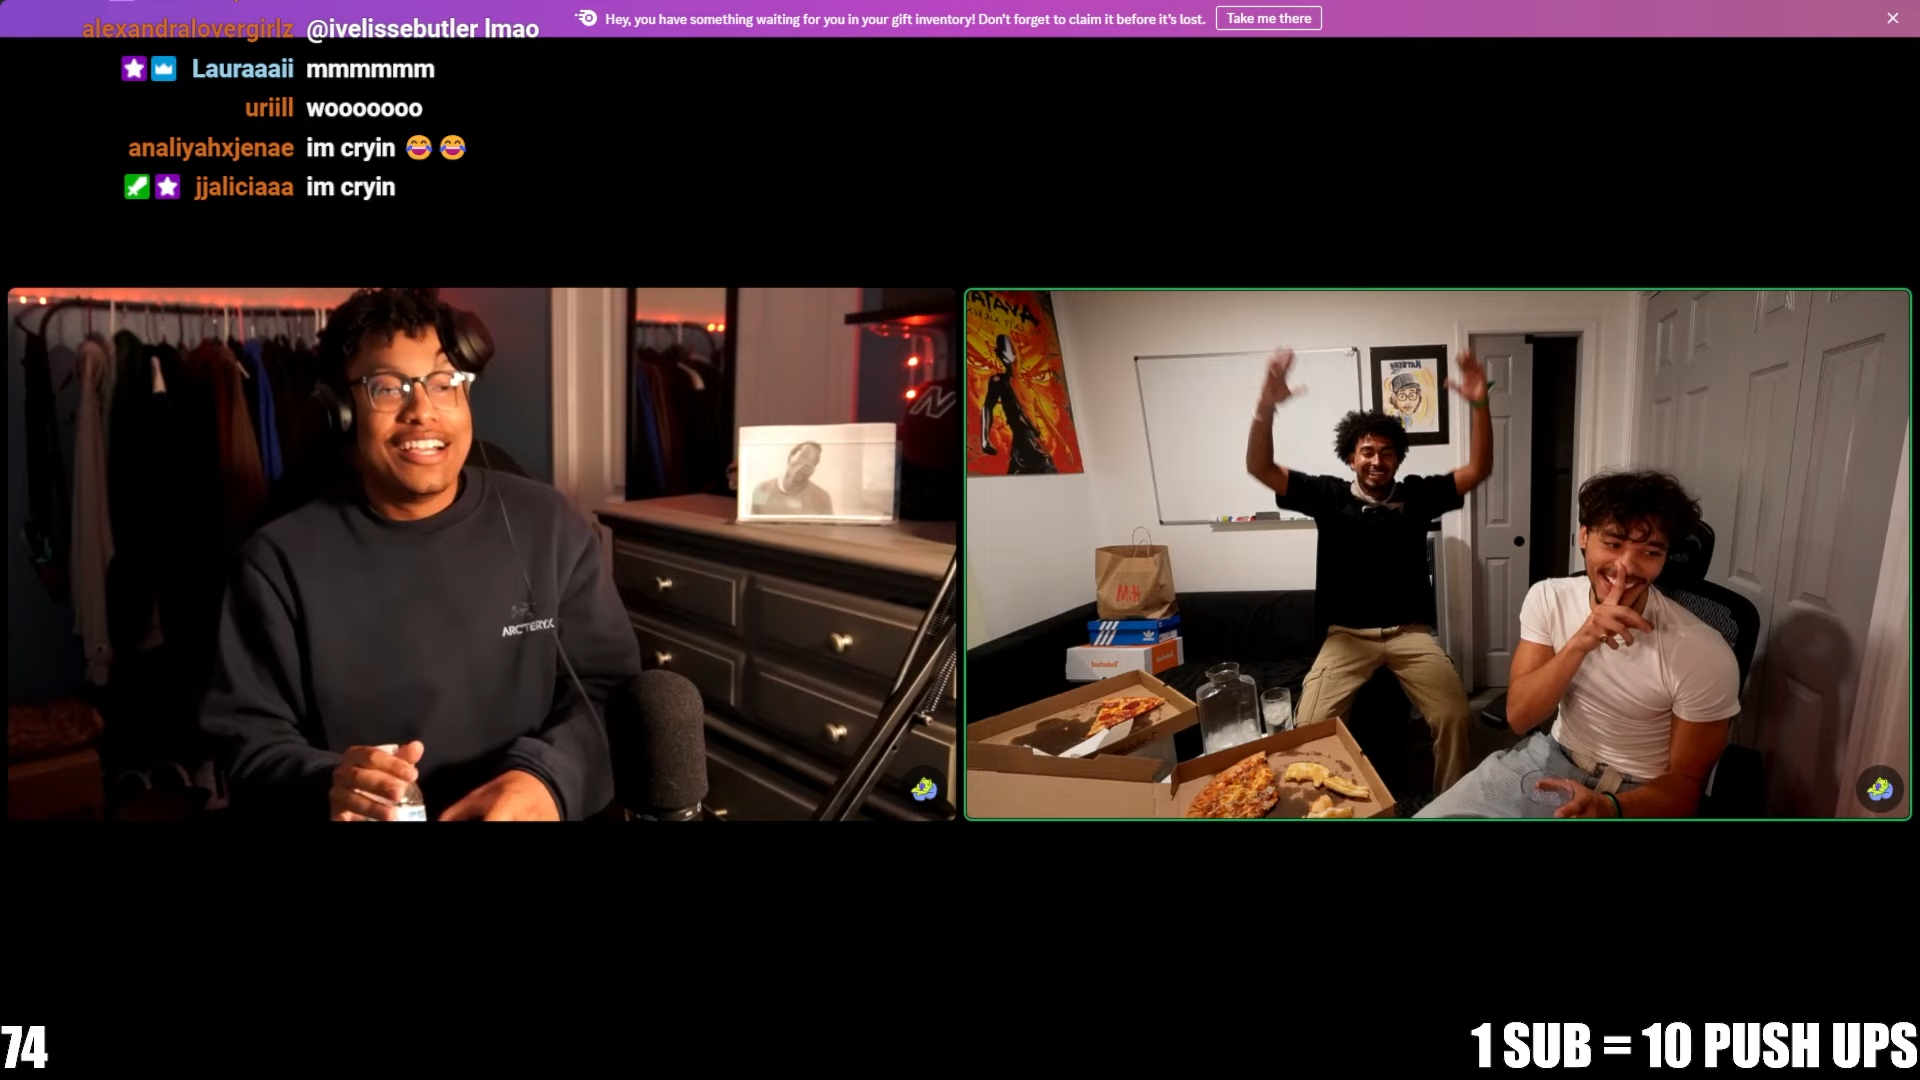 Hey, you have something waiting for you in your gift inventory! Don't forget to claim it before it's lost. Take me there
alexandralovergirlz @ivelissebutler lmao
Lauraaaii mmmmmm
uriill wooooooo
analiyahxjenae im cryin 😂 😂
jjaliciaaa im cryin
ARC'TERYX
74
1 SUB = 10 PUSH UPS